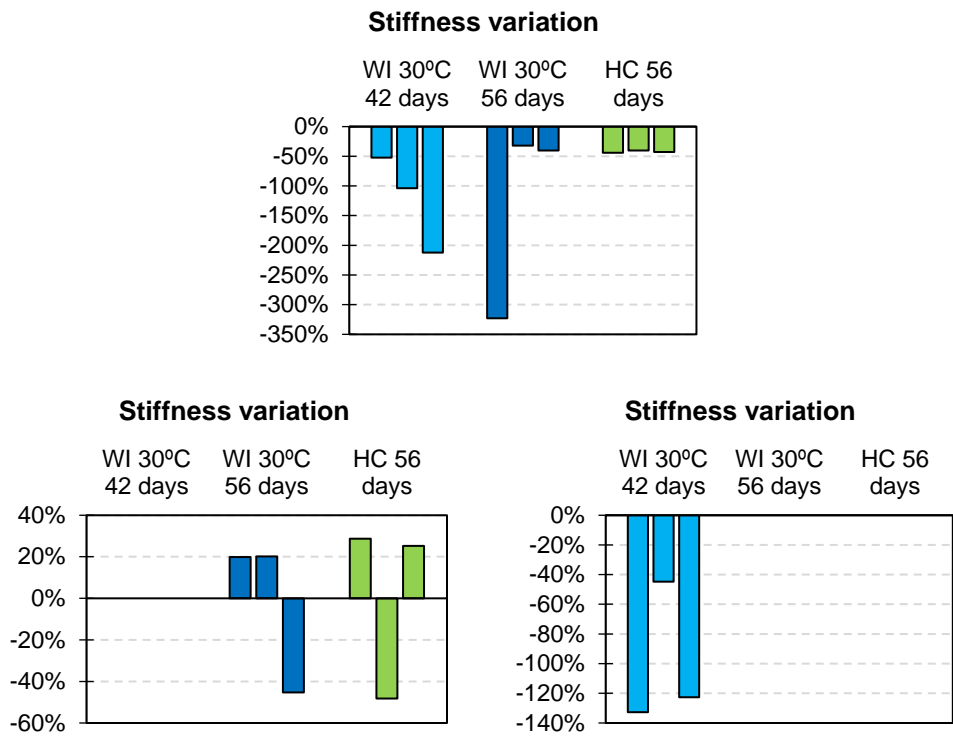 Stiffness variation
WI 30ºC WI 30ºC HC 56
42 days 56 days days
0%
-50%
-100%
-150%
-200%
-250%
-300%
-350%
Stiffness variation
WI 30ºC WI 30ºC HC 56
42 days 56 days days
40%
20%
0%
-20%
-40%
-60%
Stiffness variation
WI 30ºC WI 30ºC HC 56
42 days 56 days days
0%
-20%
-40%
-60%
-80%
-100%
-120%
-140%